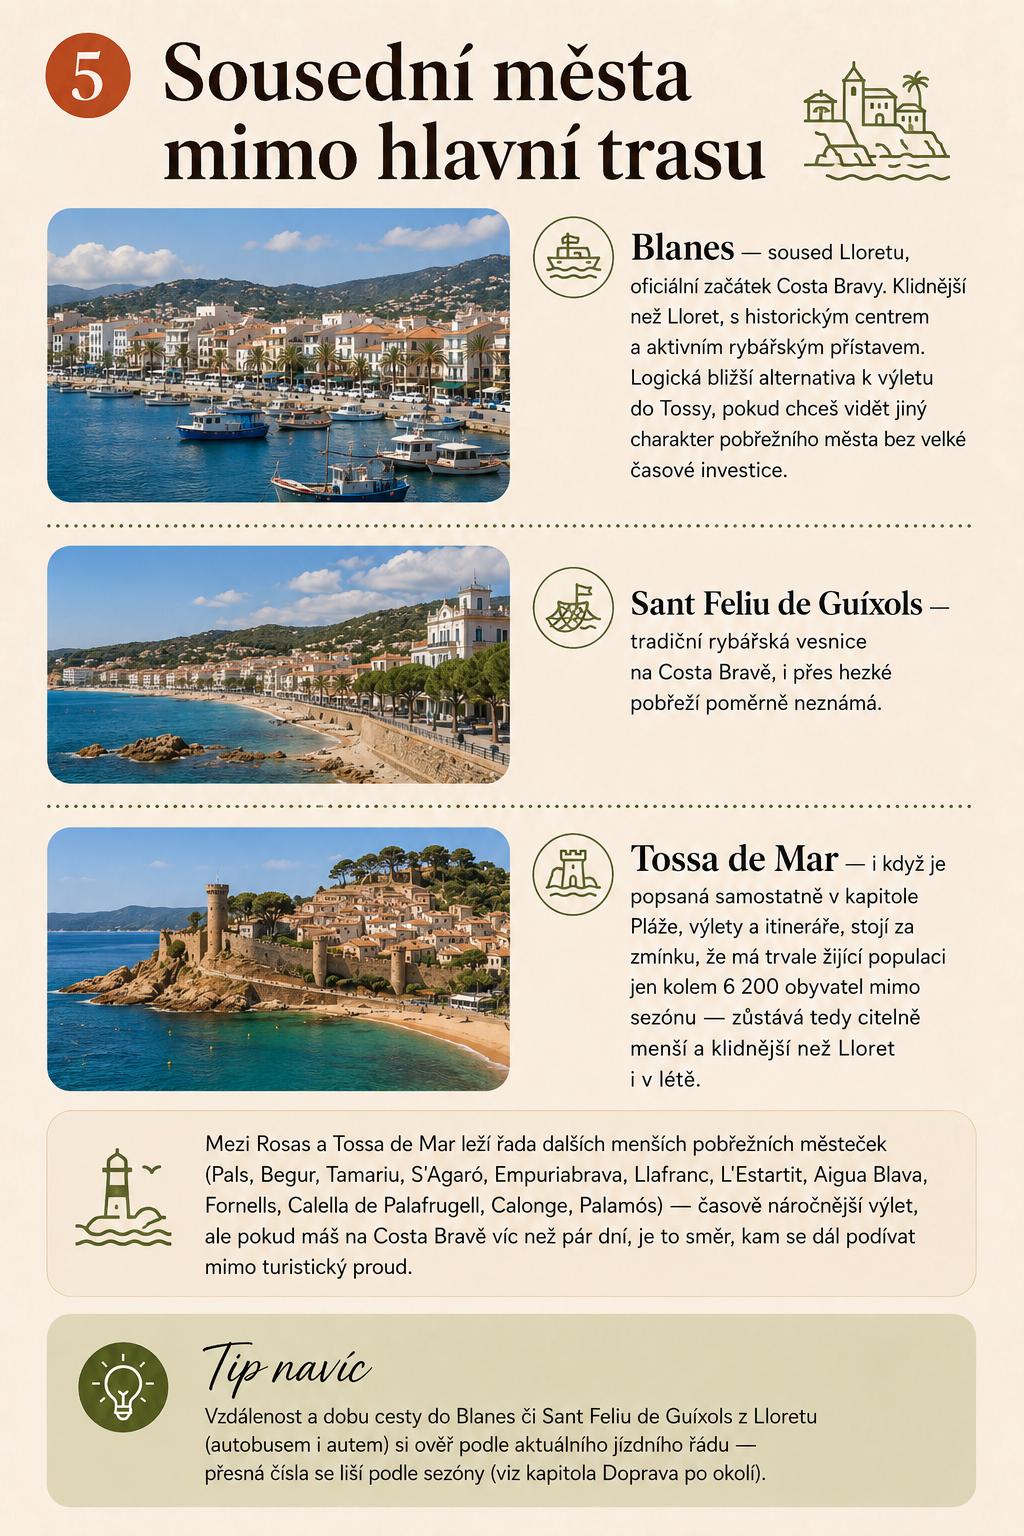 5
Sousední města
mimo hlavní trasu
Blanes — soused Lloretu,
oficiální začátek Costa Bravy. Klidnější
než Lloret, s historickým centrem
a aktivním rybářským přístavem.
Logická bližší alternativa k výletu
do Tossy, pokud chceš vidět jiný
charakter pobřežního města bez velké
časové investice.
Sant Feliu de Guíxols —
tradiční rybářská vesnice
na Costa Bravě, i přes hezké
pobřeží poměrně neznámá.
Tossa de Mar — i když je
popsaná samostatně v kapitole
Pláže, výlety a itineráře, stojí za
zmínku, že má trvale žijící populaci
jen kolem 6 200 obyvatel mimo
sezónu — zůstává tedy citelně
menší a klidnější než Lloret
i v létě.
Mezi Rosas a Tossa de Mar leží řada dalších menších pobřežních městeček
(Pals, Begur, Tamariu, S'Agaró, Empuriabrava, Llafranc, L'Estartit, Aigua Blava,
Fornells, Calella de Palafrugell, Calonge, Palamós) — časově náročnější výlet,
ale pokud máš na Costa Bravě víc než pár dní, je to směr, kam se dál podívat
mimo turistický proud.
Tip navíc
Vzdálenost a dobu cesty do Blanes či Sant Feliu de Guíxols z Lloretu
(autobusem i autem) si ověř podle aktuálního jízdního řádu —
přesná čísla se liší podle sezóny (viz kapitola Doprava po okolí).